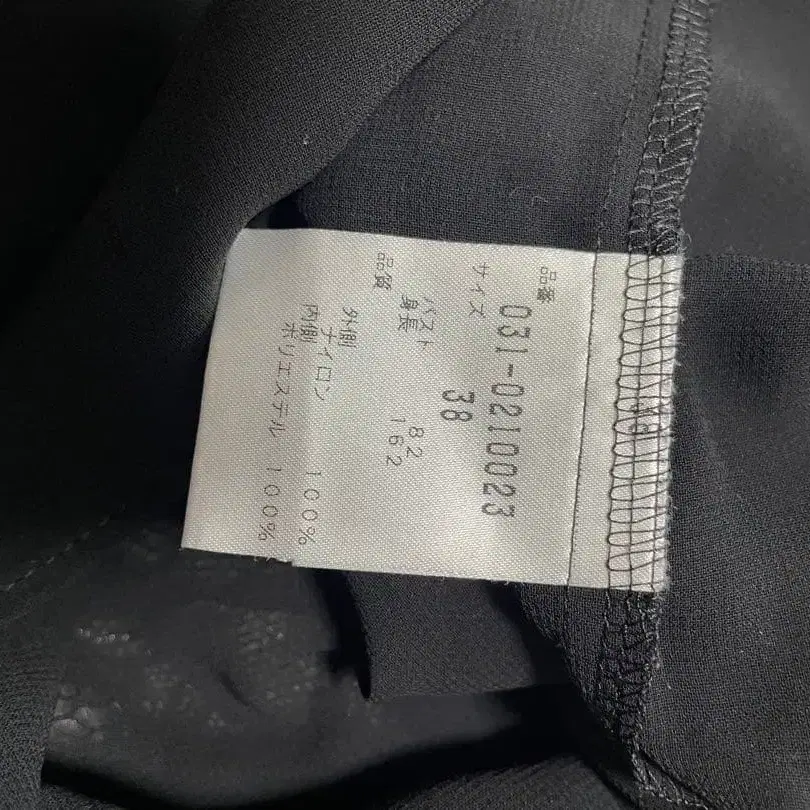 品番
031-0210023
サイズ 38
バスト 82
身長 162
品質
外側
ナイロン 100%
内側
ポリエステル 100%